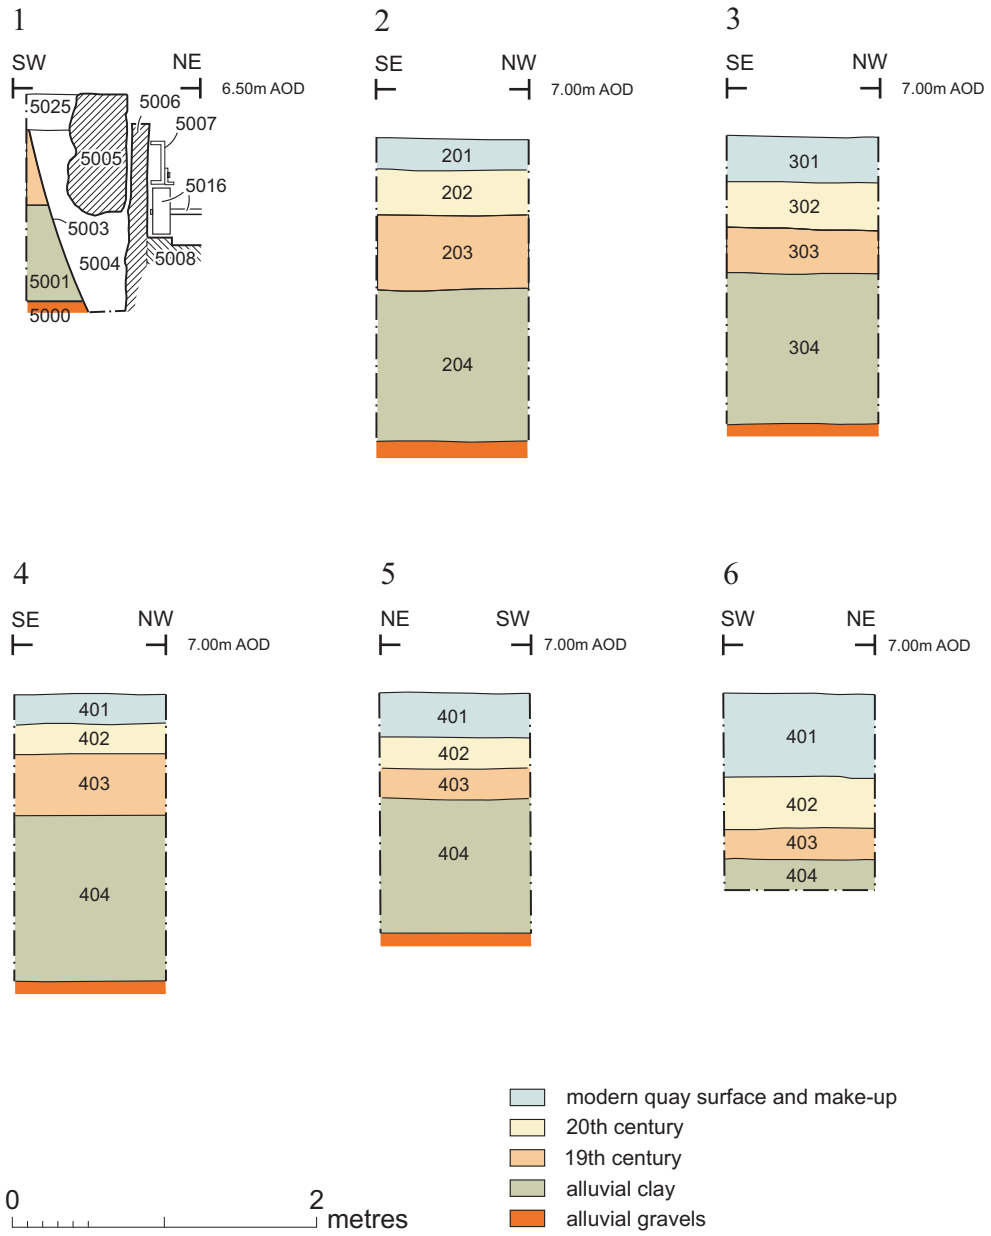 1
SW NE
6.50m AOD
5025
5006
5007
5005
5016
5003
5004
5008
5001
5000
2
SE NW
7.00m AOD
201
202
203
204
3
SE NW
7.00m AOD
301
302
303
304
4
SE NW
7.00m AOD
401
402
403
404
5
NE SW
7.00m AOD
401
402
403
404
6
SW NE
7.00m AOD
401
402
403
404
modern quay surface and make-up
20th century
19th century
alluvial clay
alluvial gravels
0 2
metres